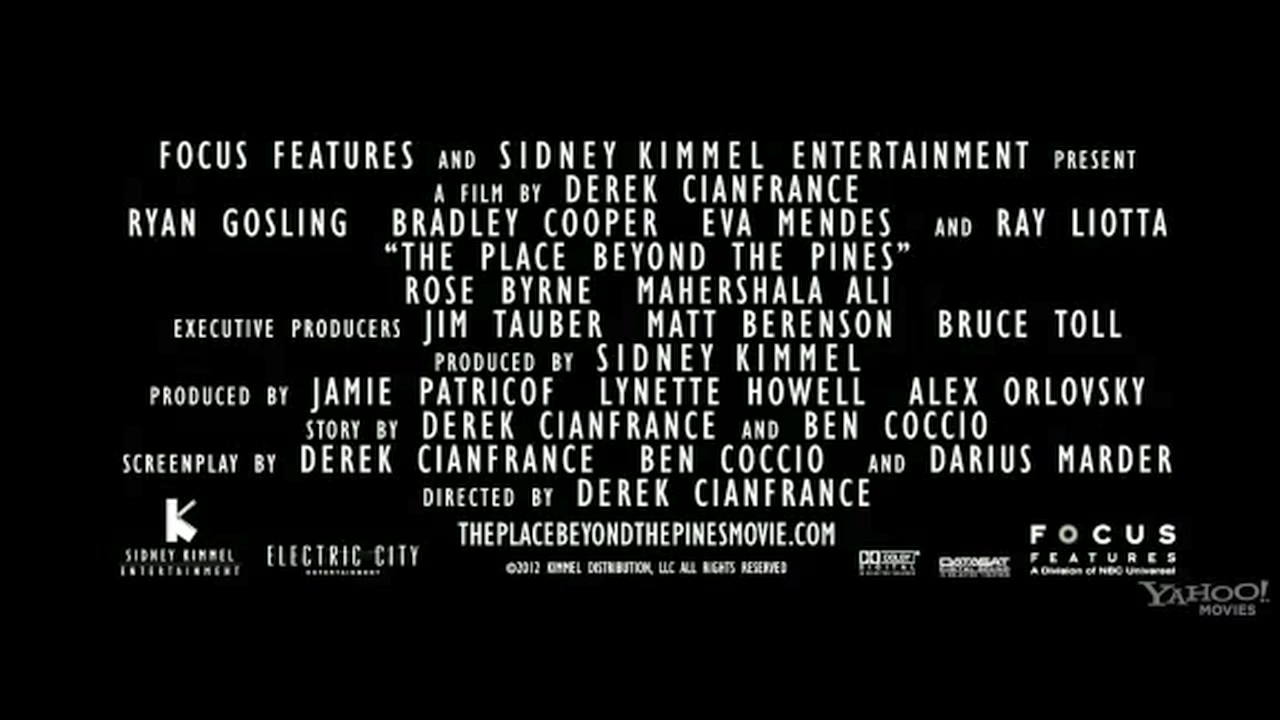 FOCUS FEATURES AND SIDNEY KIMMEL ENTERTAINMENT PRESENT
A FILM BY DEREK CIANFRANCE
RYAN GOSLING BRADLEY COOPER EVA MENDES AND RAY LIOTTA
“THE PLACE BEYOND THE PINES”
ROSE BYRNE MAHERSHALA ALI
EXECUTIVE PRODUCERS JIM TAUBER MATT BERENSON BRUCE TOLL
PRODUCED BY SIDNEY KIMMEL
PRODUCED BY JAMIE PATRICOF LYNETTE HOWELL ALEX ORLOVSKY
STORY BY DEREK CIANFRANCE AND BEN COCCIO
SCREENPLAY BY DEREK CIANFRANCE BEN COCCIO AND DARIUS MARDER
DIRECTED BY DEREK CIANFRANCE
THEPLACEBEYONDTHEPINESMOVIE.COM
©2012 KIMMEL DISTRIBUTION, LLC ALL RIGHTS RESERVED
SIDNEY KIMMEL
ENTERTAINMENT
ELECTRIC CITY
ENTERTAINMENT
DOLBY
DIGITAL
DATASAT
FOCUS
FEATURES
A Division of NBC Universal
YAHOO!
MOVIES